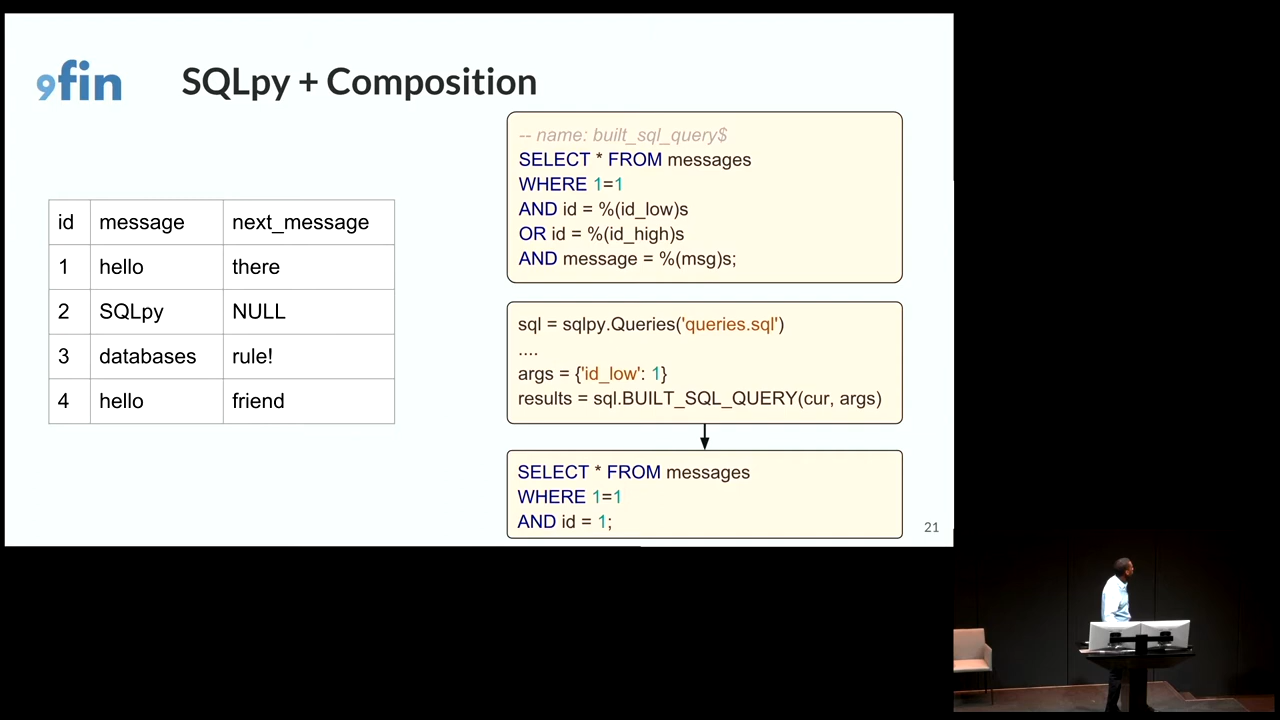 9fin
SQLpy + Composition
id message next_message
1 hello there
2 SQLpy NULL
3 databases rule!
4 hello friend
-- name: built_sql_query$
SELECT * FROM messages
WHERE 1=1
AND id = %(id_low)s
OR id = %(id_high)s
AND message = %(msg)s;
sql = sqlpy.Queries('queries.sql')
....
args = {'id_low': 1}
results = sql.BUILT_SQL_QUERY(cur, args)
SELECT * FROM messages
WHERE 1=1
AND id = 1;
21